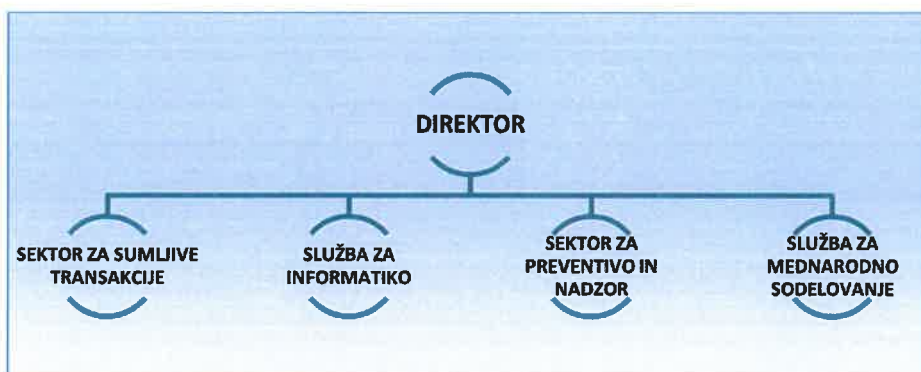 DIREKTOR
SEKTOR ZA SUMLJIVE
TRANSAKCIJE
SLUŽBA ZA
INFORMATIKO
SEKTOR ZA
PREVENTIVO IN
NADZOR
SLUŽBA ZA
MEDNARODNO
SODELOVANJE